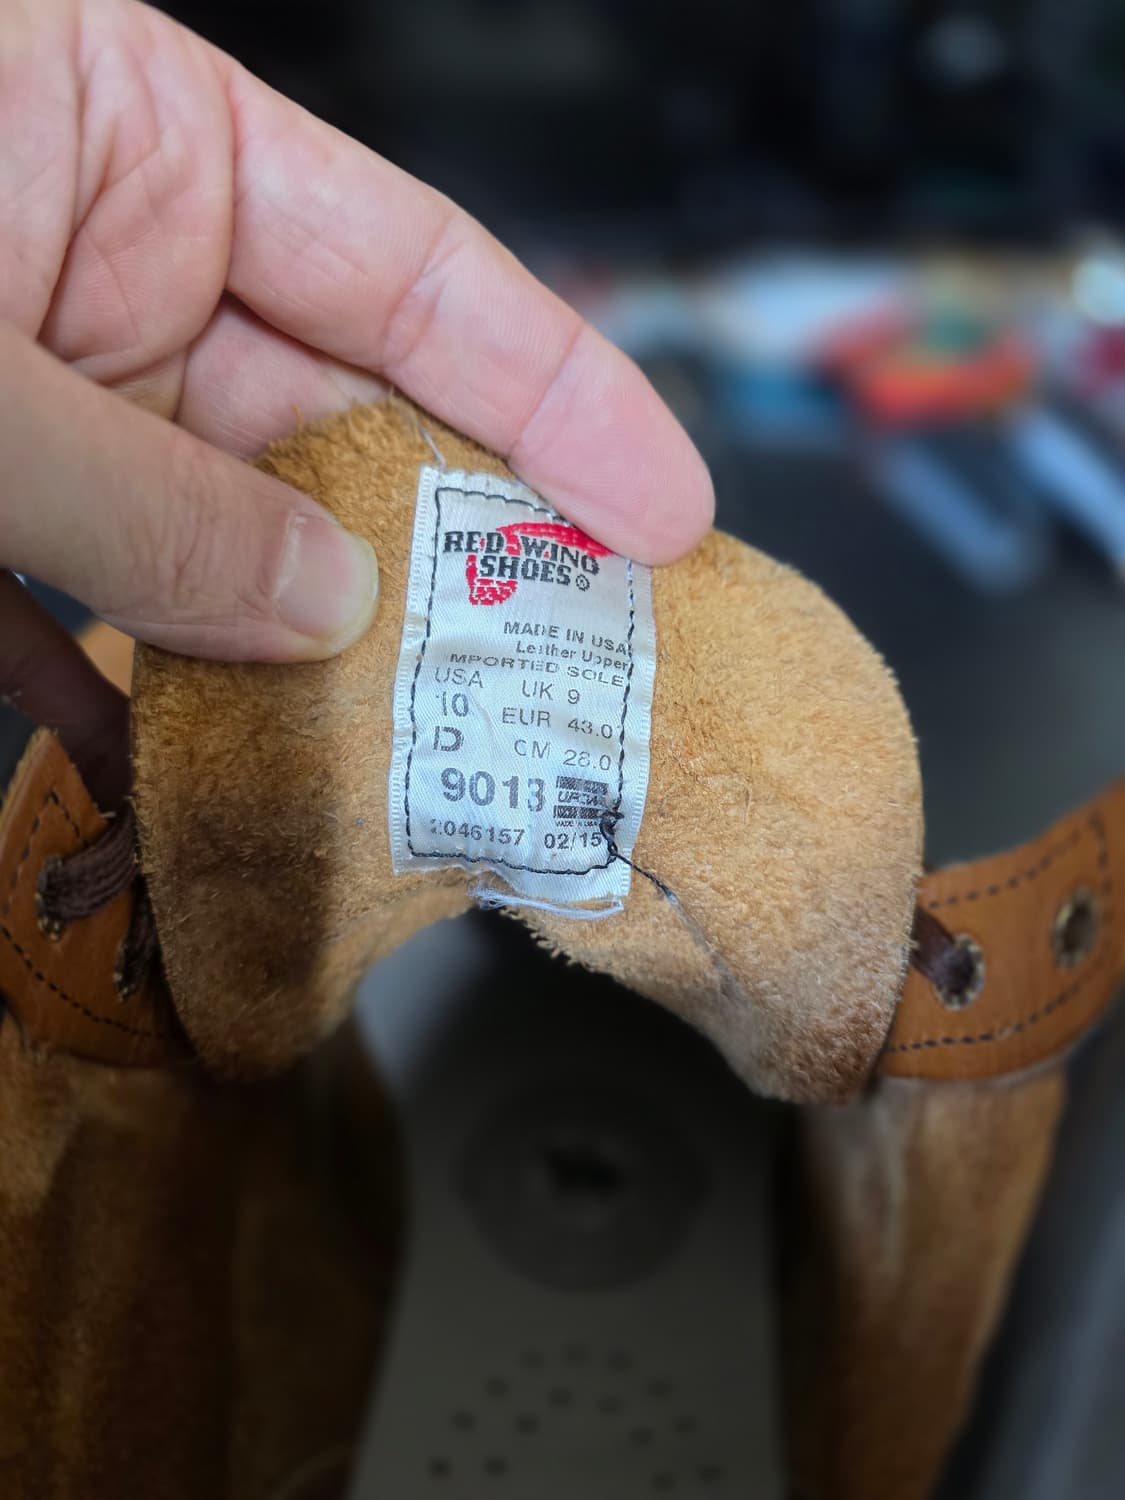 RED WING
SHOES®
MADE IN USA
Leather Upper
MPORTED SOLE
USA UK 9
10 EUR 43.0
D CM 28.0
9013
2046157 02/15